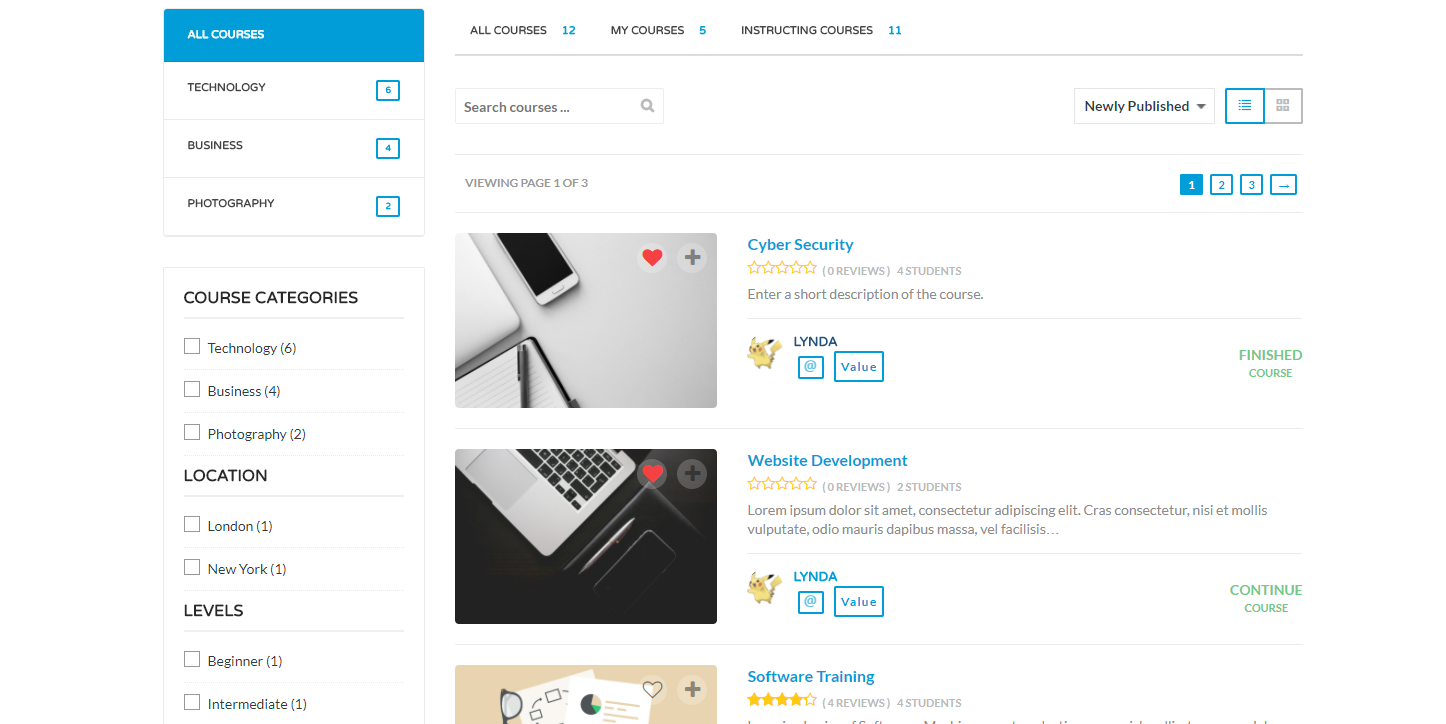 ALL COURSES
TECHNOLOGY 6
BUSINESS 4
PHOTOGRAPHY 2
COURSE CATEGORIES
Technology (6)
Business (4)
Photography (2)
LOCATION
London (1)
New York (1)
LEVELS
Beginner (1)
Intermediate (1)
ALL COURSES 12 MY COURSES 5 INSTRUCTING COURSES 11
Search courses ...
Newly Published
VIEWING PAGE 1 OF 3
1 2 3 →
Cyber Security
( 0 REVIEWS ) 4 STUDENTS
Enter a short description of the course.
LYNDA
@ Value
FINISHED
COURSE
Website Development
( 0 REVIEWS ) 2 STUDENTS
Lorem ipsum dolor sit amet, consectetur adipiscing elit. Cras consectetur, nisi et mollis
vulputate, odio mauris dapibus massa, vel facilisis…
LYNDA
@ Value
CONTINUE
COURSE
Software Training
( 4 REVIEWS ) 4 STUDENTS